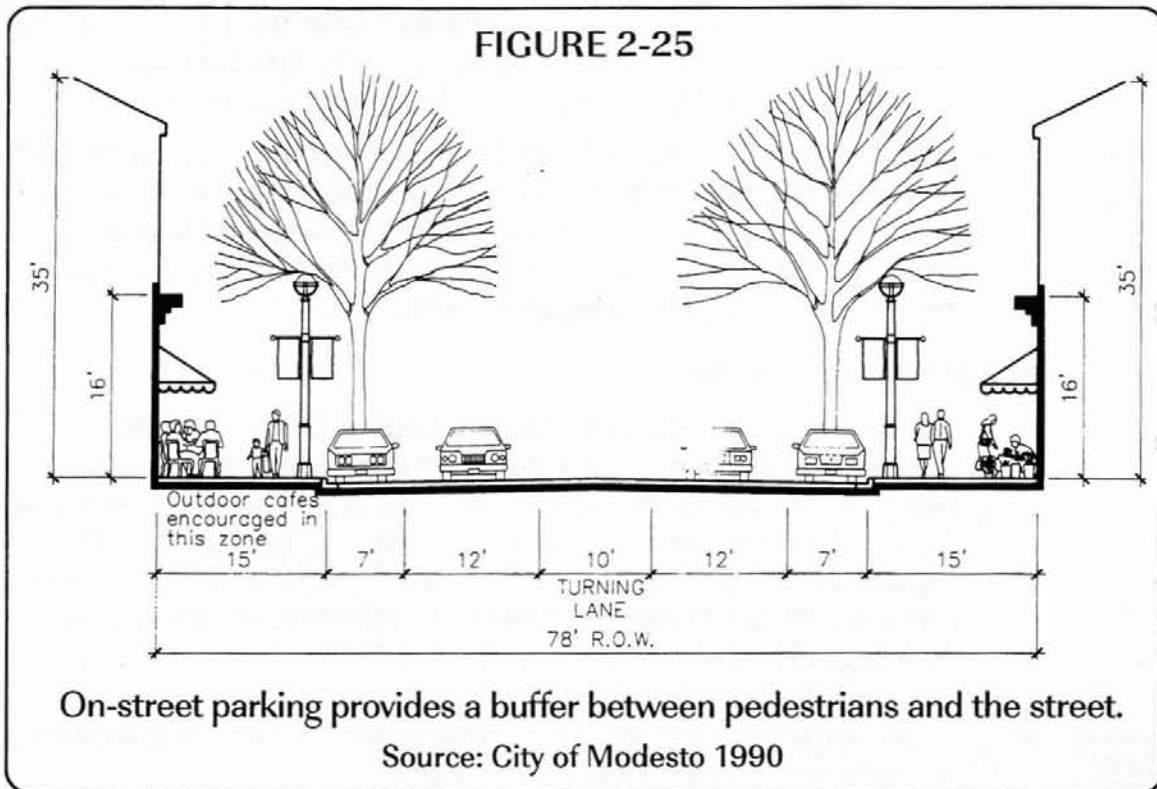 FIGURE 2-25
35'
16'
35'
16'
Outdoor cafes
encouraged in
this zone
15' 7' 12' 10' 12' 7' 15'
TURNING
LANE
78' R.O.W.
On-street parking provides a buffer between pedestrians and the street.
Source: City of Modesto 1990